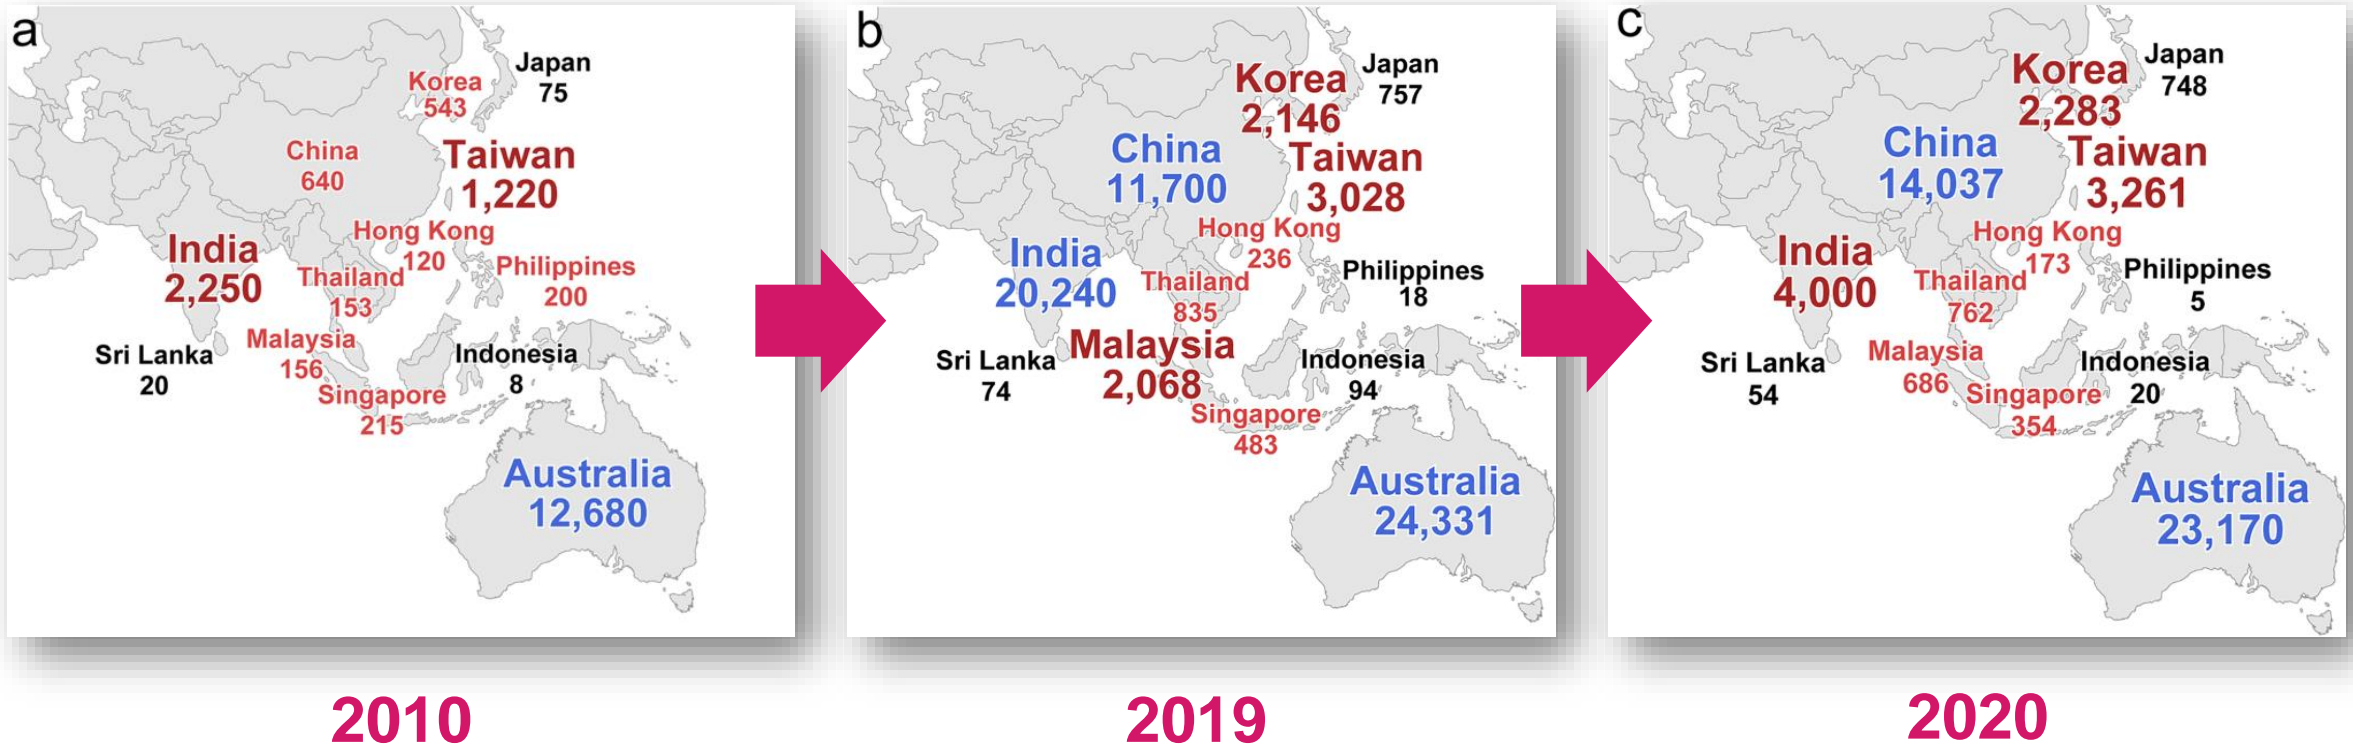 a
Japan
75
Korea
543
China
640
Taiwan
1,220
Hong Kong
120
India
2,250
Thailand
153
Philippines
200
Malaysia
156
Sri Lanka
20
Indonesia
8
Singapore
215
Australia
12,680
2010
b
Japan
757
Korea
2,146
China
11,700
Taiwan
3,028
Hong Kong
236
India
20,240
Thailand
835
Philippines
18
Malaysia
2,068
Sri Lanka
74
Indonesia
94
Singapore
483
Australia
24,331
2019
c
Japan
748
Korea
2,283
China
14,037
Taiwan
3,261
Hong Kong
173
India
4,000
Thailand
762
Philippines
5
Malaysia
686
Sri Lanka
54
Indonesia
20
Singapore
354
Australia
23,170
2020